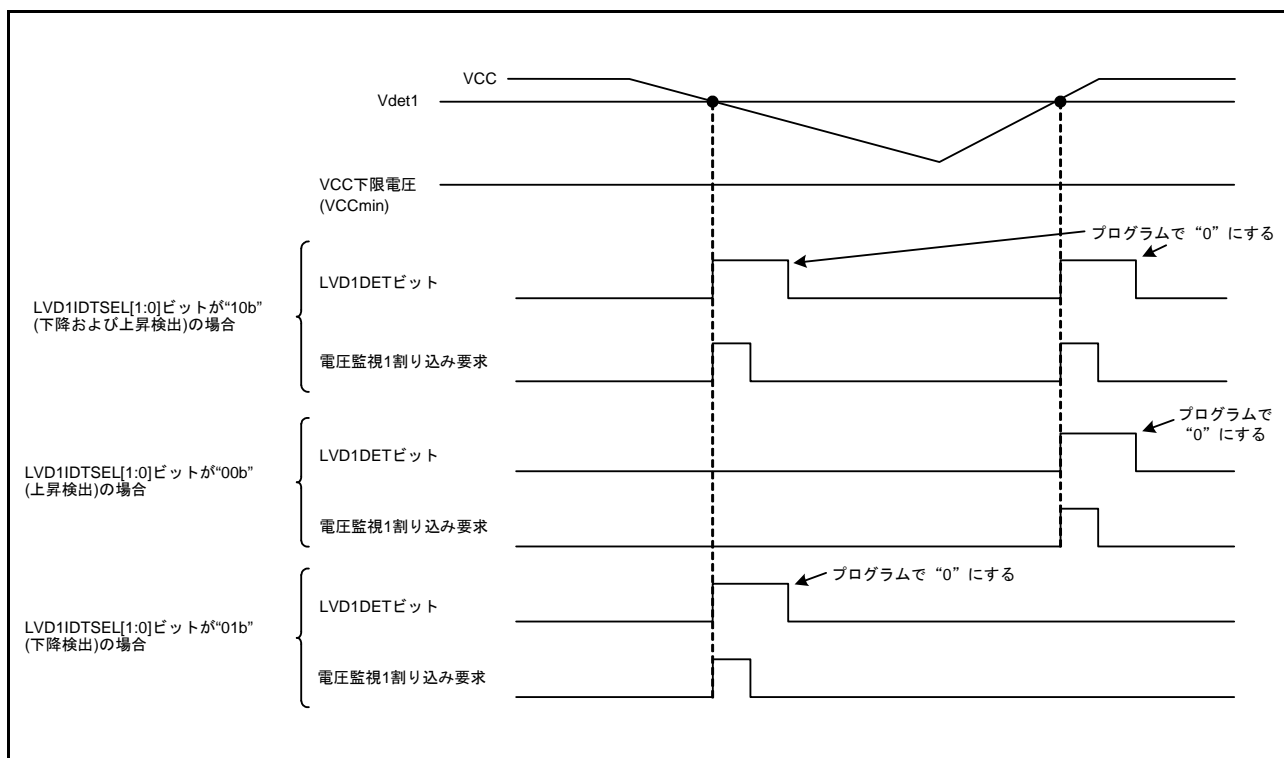 VCC
Vdet1
VCC下限電圧
(VCCmin)
プログラムで “0” にする
LVD1DETビット
LVD1IDTSEL[1:0]ビットが“10b”
(下降および上昇検出)の場合
電圧監視1割り込み要求
プログラムで
“0” にする
LVD1DETビット
LVD1IDTSEL[1:0]ビットが“00b”
(上昇検出)の場合
電圧監視1割り込み要求
プログラムで “0” にする
LVD1DETビット
LVD1IDTSEL[1:0]ビットが“01b”
(下降検出)の場合
電圧監視1割り込み要求